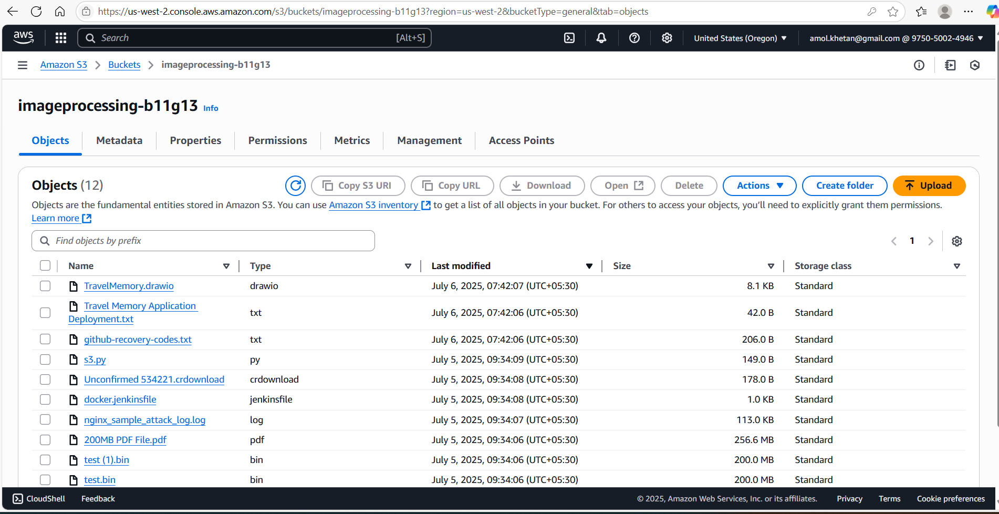 https://us-west-2.console.aws.amazon.com/s3/buckets/imageprocessing-b11g13?region=us-west-2&bucketType=general&tab=objects
aws Search [Alt+S] United States (Oregon) amol.khetan@gmail.com @ 9750-5002-4946
Amazon S3 Buckets imageprocessing-b11g13
imageprocessing-b11g13 Info
Objects Metadata Properties Permissions Metrics Management Access Points
Objects (12) Copy S3 URI Copy URL Download Open Delete Actions Create folder Upload
Objects are the fundamental entities stored in Amazon S3. You can use Amazon S3 inventory to get a list of all objects in your bucket. For others to access your objects, you'll need to explicitly grant them permissions.
Learn more
Find objects by prefix 1
Name Type Last modified Size Storage class
TravelMemory.drawio drawio July 6, 2025, 07:42:07 (UTC+05:30) 8.1 KB Standard
Travel Memory Application
Deployment.txt txt July 6, 2025, 07:42:06 (UTC+05:30) 42.0 B Standard
github-recovery-codes.txt txt July 6, 2025, 07:42:06 (UTC+05:30) 206.0 B Standard
s3.py py July 5, 2025, 09:34:09 (UTC+05:30) 149.0 B Standard
Unconfirmed 534221.crdownload crdownload July 5, 2025, 09:34:08 (UTC+05:30) 178.0 B Standard
docker.jenkinsfile jenkinsfile July 5, 2025, 09:34:08 (UTC+05:30) 1.0 KB Standard
nginx_sample_attack_log.log log July 5, 2025, 09:34:07 (UTC+05:30) 113.0 KB Standard
200MB PDF File.pdf pdf July 5, 2025, 09:34:06 (UTC+05:30) 256.6 MB Standard
test (1).bin bin July 5, 2025, 09:34:06 (UTC+05:30) 200.0 MB Standard
test.bin bin July 5, 2025, 09:34:06 (UTC+05:30) 200.0 MB Standard
CloudShell Feedback © 2025, Amazon Web Services, Inc. or its affiliates. Privacy Terms Cookie preferences